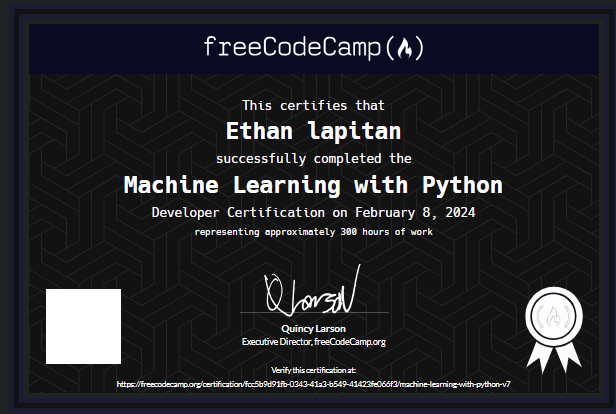 freeCodeCamp(🔥)
This certifies that
Ethan lapitan
successfully completed the
Machine Learning with Python
Developer Certification on February 8, 2024
representing approximately 300 hours of work
Q Larson
Quincy Larson
Executive Director, freeCodeCamp.org
Verify this certification at:
https://freecodecamp.org/certification/fcc5b9d91fb-0343-41a3-b549-41423fe066f3/machine-learning-with-python-v7